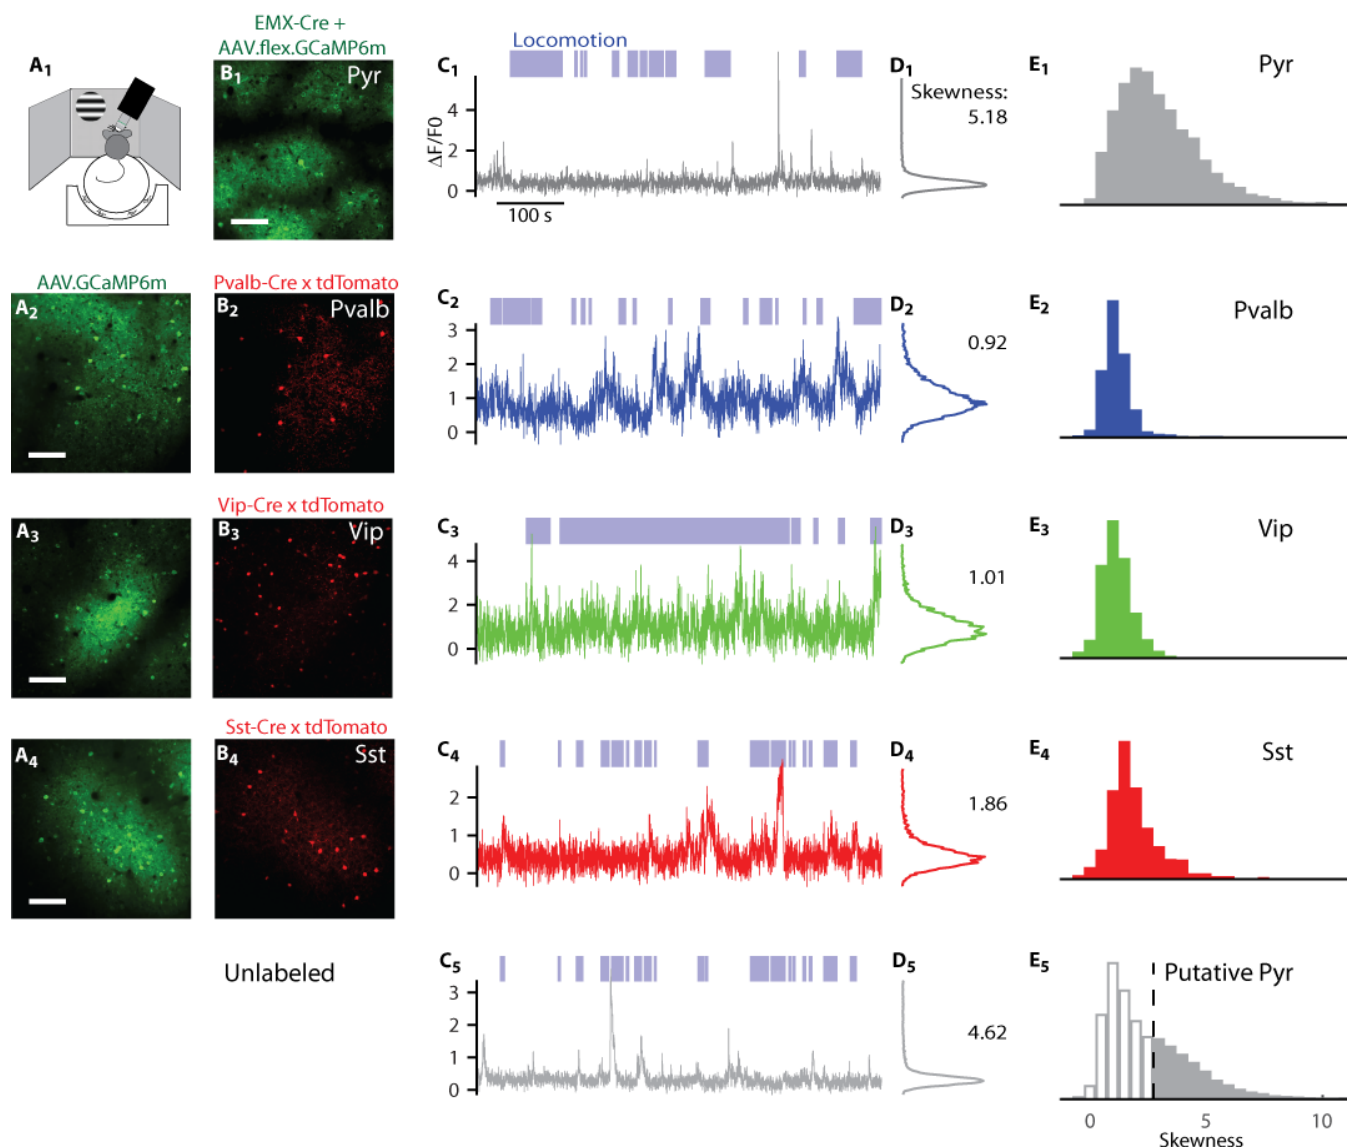 EMX-Cre +
AAV.flex.GCaMP6m
A1
B1
Pyr
Locomotion
C1
ΔF/F0
4
2
0
100 s
D1
Skewness:
5.18
E1
Pyr
AAV.GCaMP6m
Pvalb-Cre x tdTomato
A2
B2
Pvalb
C2
3
2
1
0
D2
0.92
E2
Pvalb
Vip-Cre x tdTomato
A3
B3
Vip
C3
4
2
0
D3
1.01
E3
Vip
Sst-Cre x tdTomato
A4
B4
Sst
C4
2
1
0
D4
1.86
E4
Sst
Unlabeled
C5
3
2
1
0
D5
4.62
E5
Putative Pyr
0 5 10
Skewness